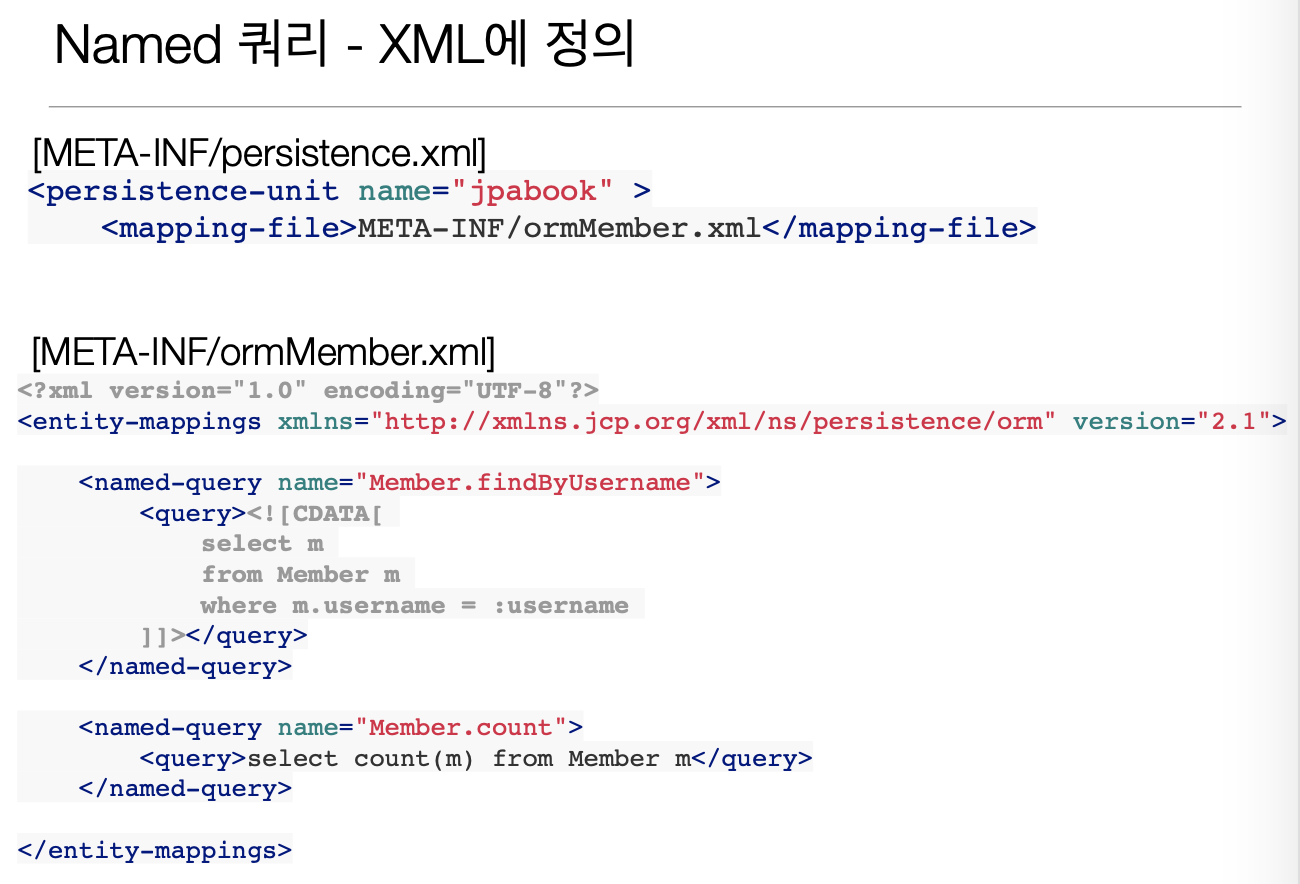 Named 쿼리 - XML에 정의
[META-INF/persistence.xml]
<persistence-unit name="jpabook" >
    <mapping-file>META-INF/ormMember.xml</mapping-file>
[META-INF/ormMember.xml]
<?xml version="1.0" encoding="UTF-8"?>
<entity-mappings xmlns="http://xmlns.jcp.org/xml/ns/persistence/orm" version="2.1">
    <named-query name="Member.findByUsername">
        <query><![CDATA[
            select m
            from Member m
            where m.username = :username
        ]]></query>
    </named-query>
    <named-query name="Member.count">
        <query>select count(m) from Member m</query>
    </named-query>
</entity-mappings>